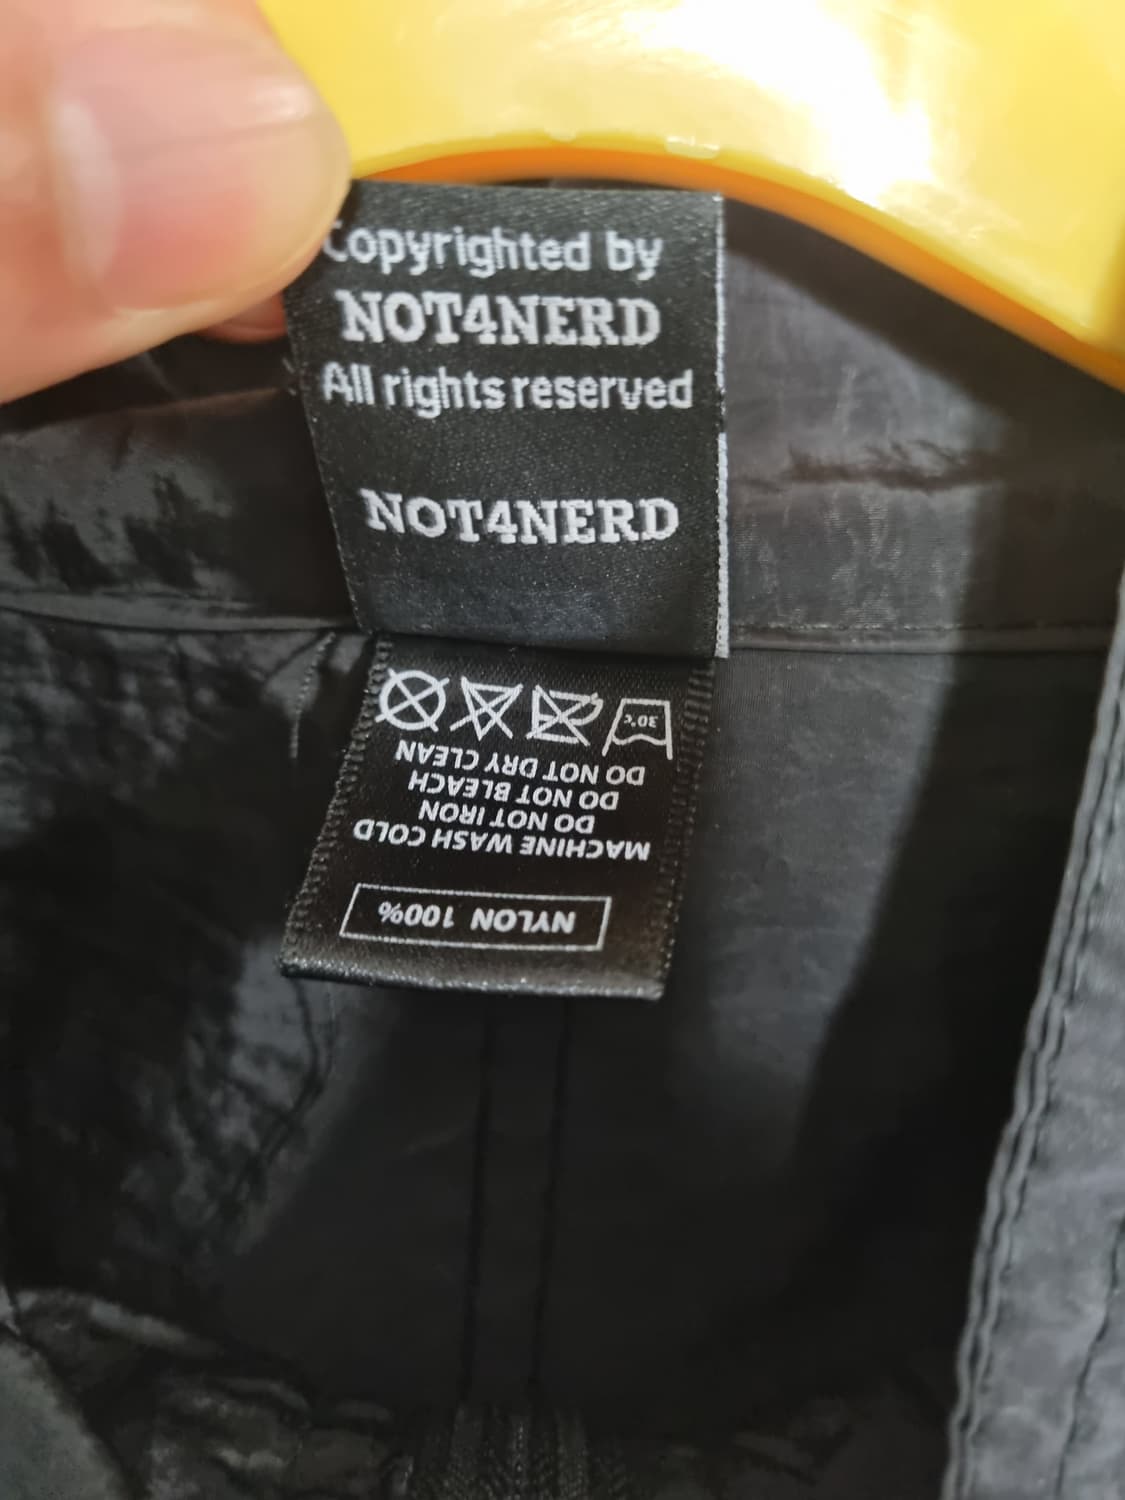 Copyrighted by
NOT4NERD
All rights reserved
NOT4NERD
NYLON 100%
MACHINE WASH COLD
DO NOT IRON
DO NOT BLEACH
DO NOT DRY CLEAN
30°c